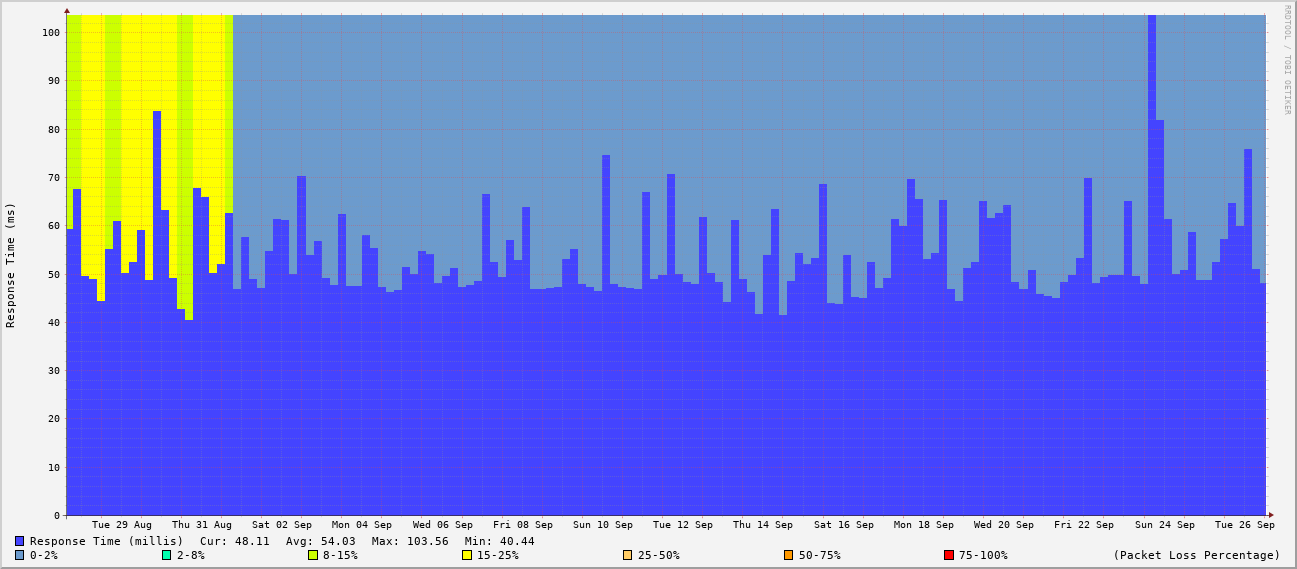 RRDTOOL / TOBI OETIKER
Response Time (ms)
100
90
80
70
60
50
40
30
20
10
0
Tue 29 Aug Thu 31 Aug Sat 02 Sep Mon 04 Sep Wed 06 Sep Fri 08 Sep Sun 10 Sep Tue 12 Sep Thu 14 Sep Sat 16 Sep Mon 18 Sep Wed 20 Sep Fri 22 Sep Sun 24 Sep Tue 26 Sep
Response Time (millis) Cur: 48.11 Avg: 54.03 Max: 103.56 Min: 40.44
0-2% 2-8% 8-15% 15-25% 25-50% 50-75% 75-100% (Packet Loss Percentage)